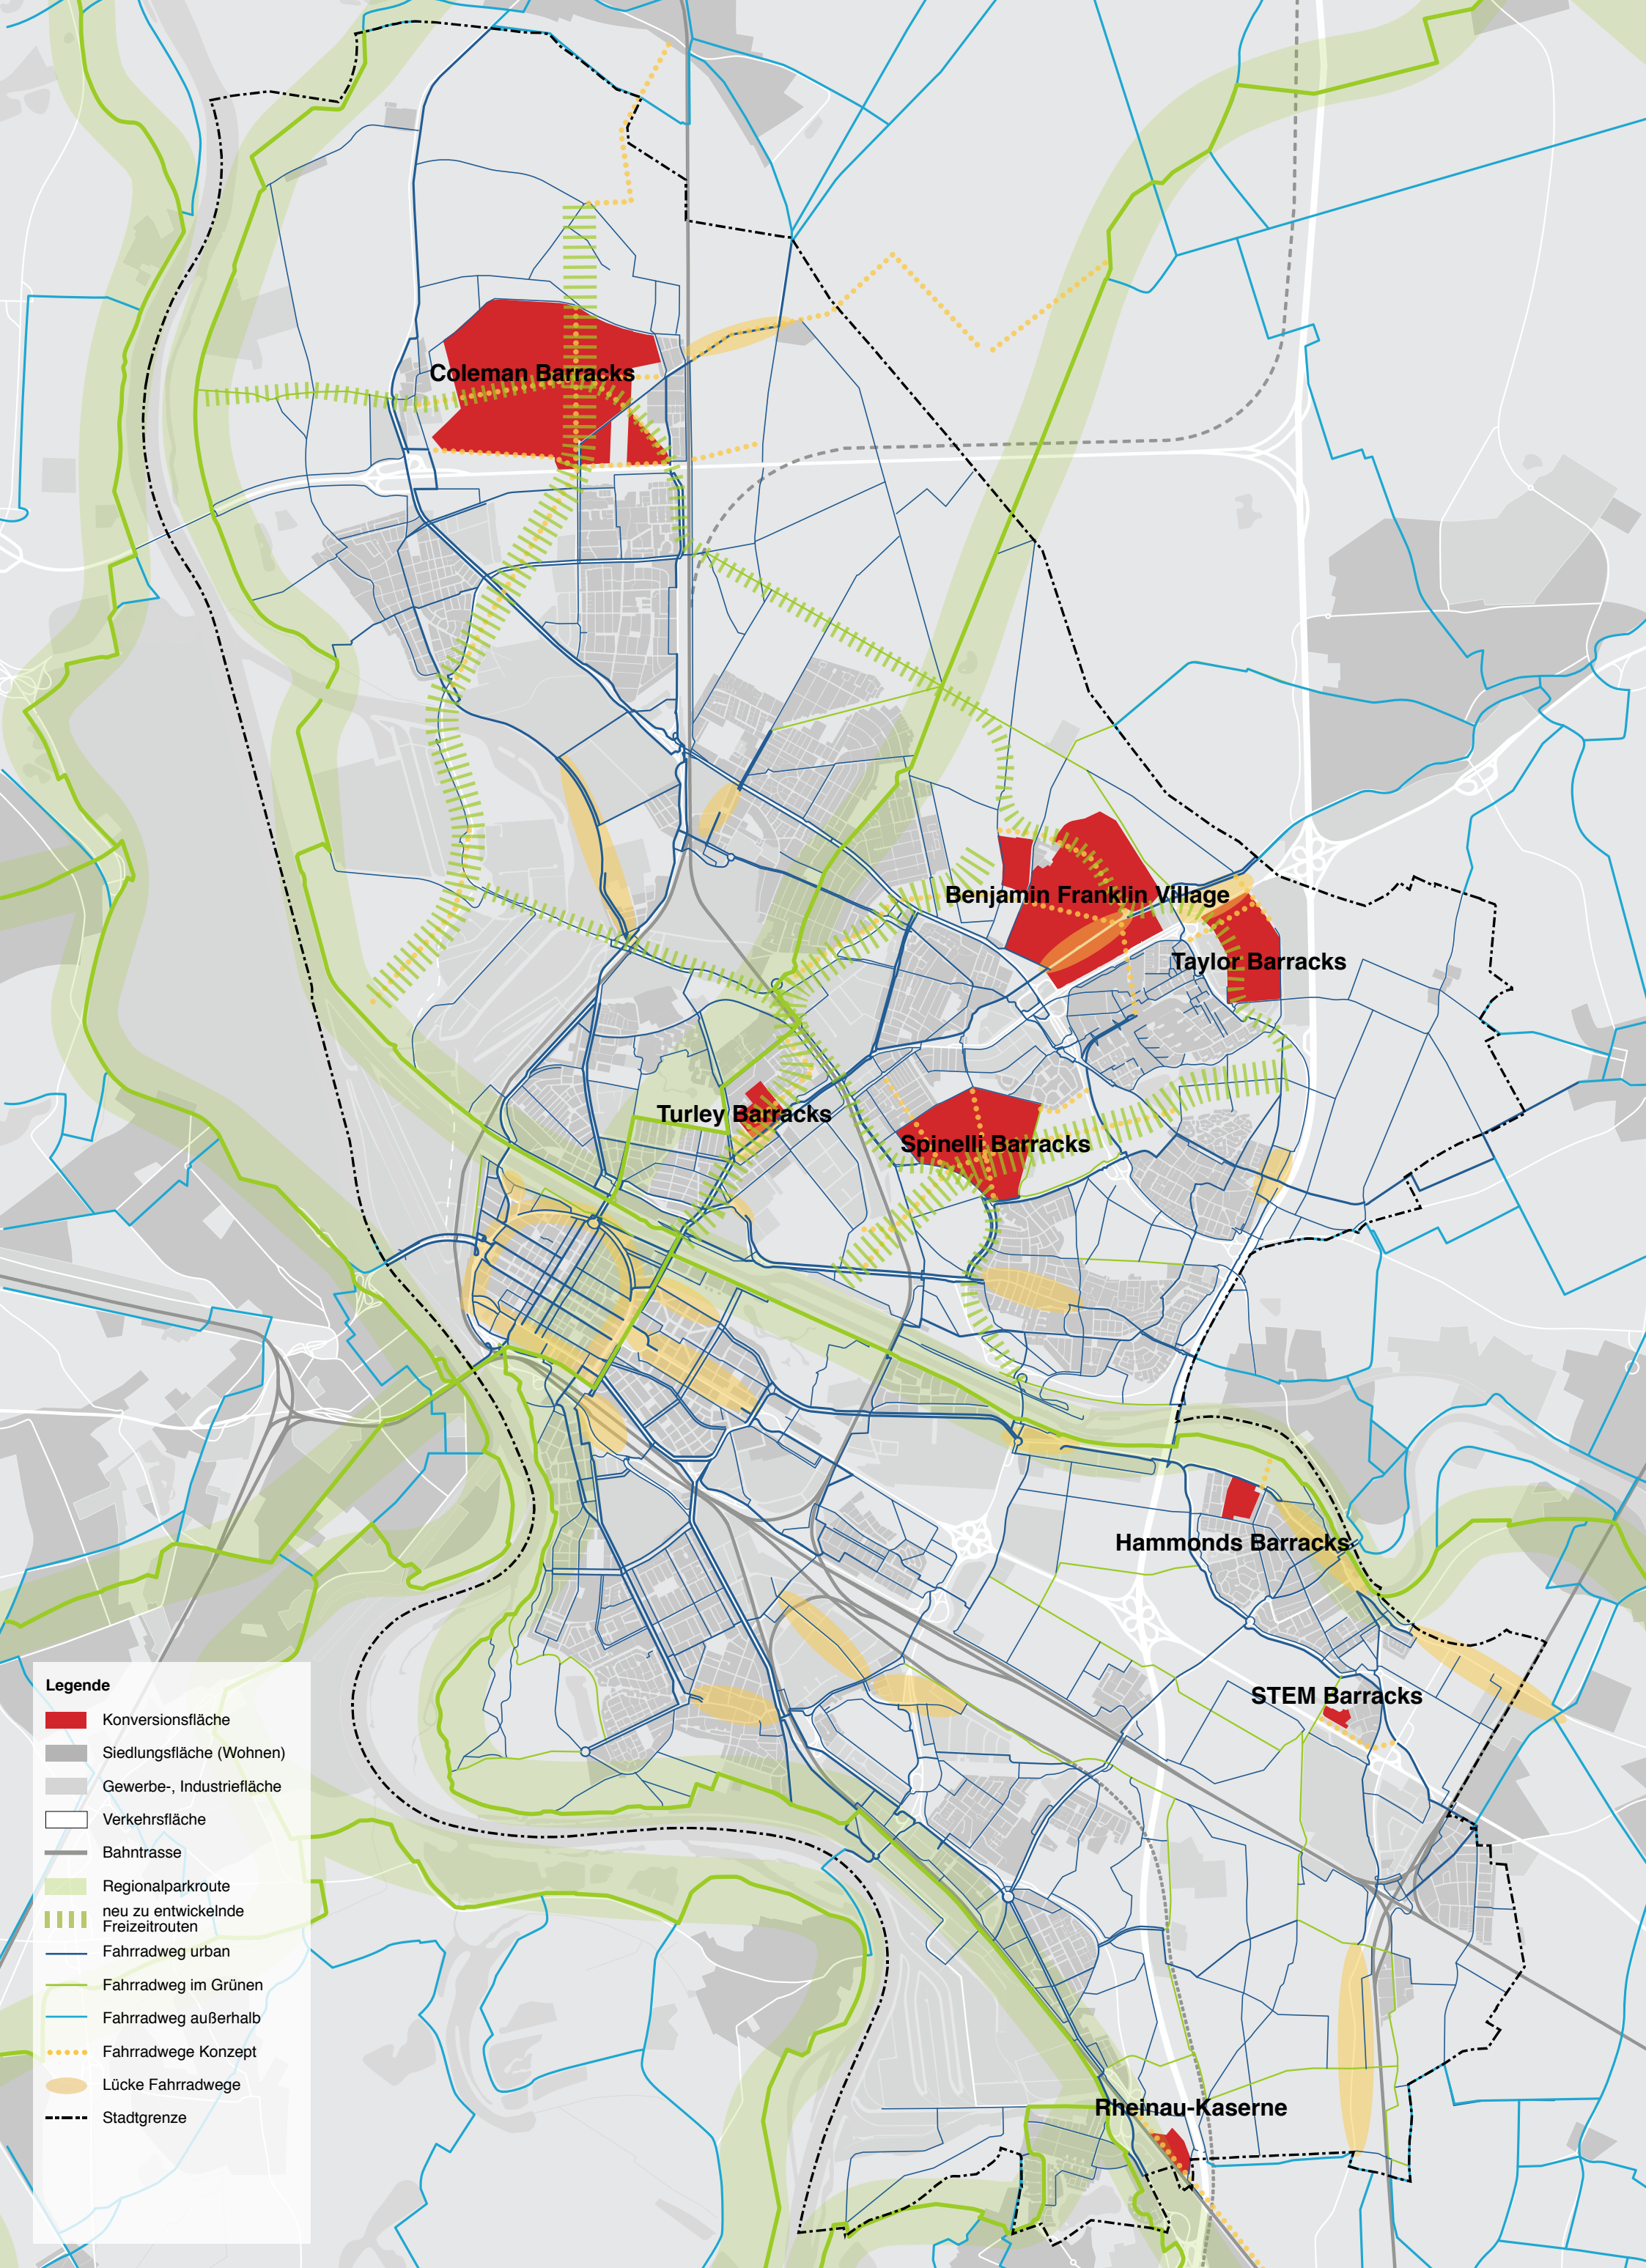 Coleman Barracks
Benjamin Franklin Village
Taylor Barracks
Turley Barracks
Spinelli Barracks
Hammonds Barracks
STEM Barracks
Rheinau-Kaserne
Legende
Konversionsfläche
Siedlungsfläche (Wohnen)
Gewerbe-, Industriefläche
Verkehrsfläche
Bahntrasse
Regionalparkroute
neu zu entwickelnde
Freizeitrouten
Fahrradweg urban
Fahrradweg im Grünen
Fahrradweg außerhalb
Fahrradwege Konzept
Lücke Fahrradwege
Stadtgrenze